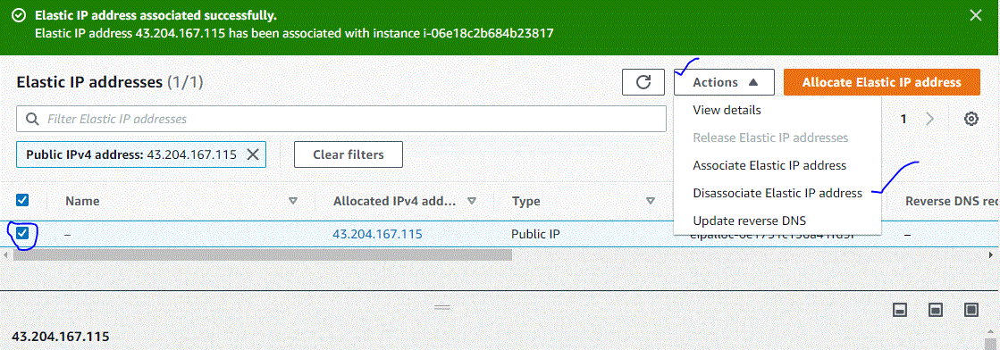 Elastic IP address associated successfully.
Elastic IP address 43.204.167.115 has been associated with instance i-06e18c2b684b23817
Elastic IP addresses (1/1)
Actions
Allocate Elastic IP address
Filter Elastic IP addresses
1
Public IPv4 address: 43.204.167.115
Clear filters
View details
Release Elastic IP addresses
Associate Elastic IP address
Disassociate Elastic IP address
Update reverse DNS
Name Allocated IPv4 add... Type Reverse DNS rec
– 43.204.167.115 Public IP –
43.204.167.115